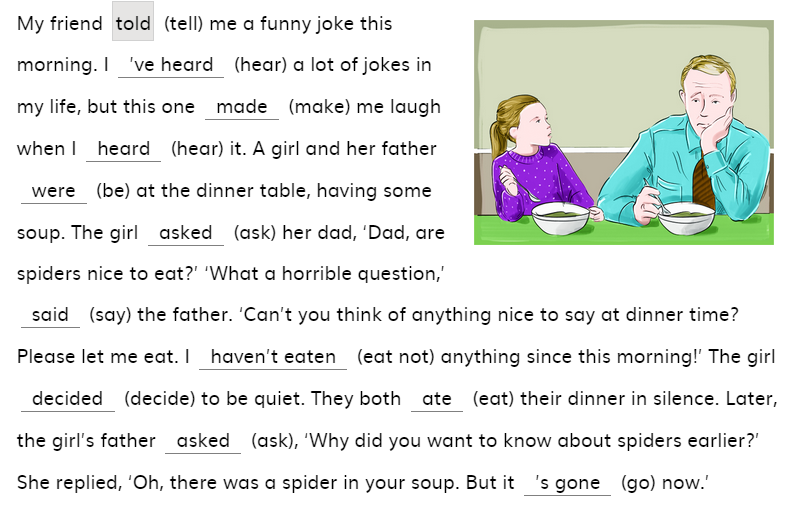 My friend told (tell) me a funny joke this
morning. I 've heard (hear) a lot of jokes in
my life, but this one made (make) me laugh
when I heard (hear) it. A girl and her father
were (be) at the dinner table, having some
soup. The girl asked (ask) her dad, ‘Dad, are
spiders nice to eat?’ ‘What a horrible question,’
said (say) the father. ‘Can’t you think of anything nice to say at dinner time?
Please let me eat. I haven’t eaten (eat not) anything since this morning!’ The girl
decided (decide) to be quiet. They both ate (eat) their dinner in silence. Later,
the girl’s father asked (ask), ‘Why did you want to know about spiders earlier?’
She replied, ‘Oh, there was a spider in your soup. But it ’s gone (go) now.’